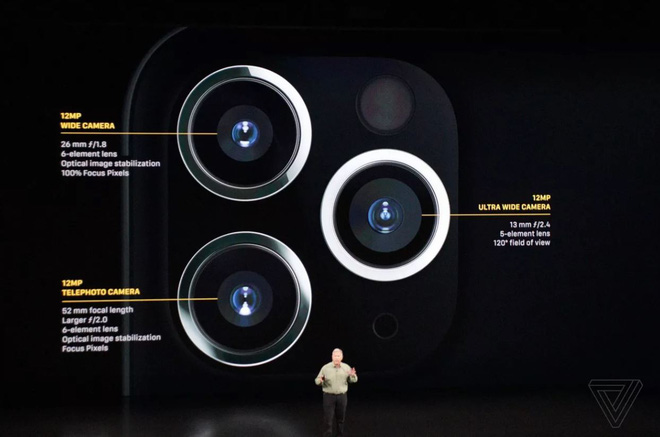 12MP
WIDE CAMERA
26 mm ƒ/1.8
6-element lens
Optical image stabilization
100% Focus Pixels
12MP
ULTRA WIDE CAMERA
13 mm ƒ/2.4
5-element lens
120° field of view
12MP
TELEPHOTO CAMERA
52 mm focal length
Larger ƒ/2.0
6-element lens
Optical image stabilization
Focus Pixels